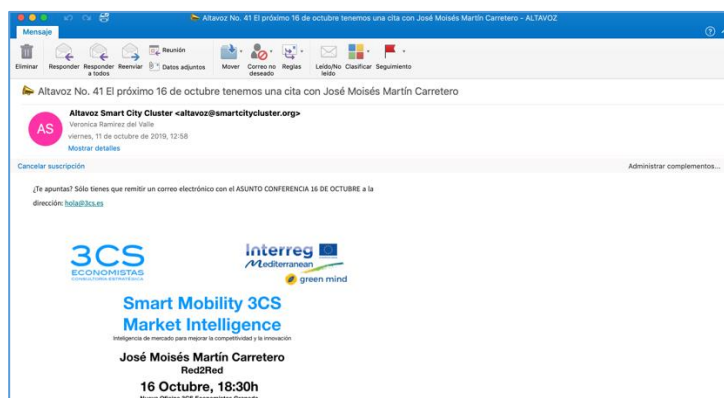 Altavoz No. 41 El próximo 16 de octubre tenemos una cita con José Moisés Martín Carretero - ALTAVOZ
Mensaje
Reunión
Datos adjuntos
Eliminar Responder Responder a todos Reenviar Mover Correo no deseado Reglas Leído/No leído Clasificar Seguimiento
Altavoz No. 41 El próximo 16 de octubre tenemos una cita con José Moisés Martín Carretero
AS
Altavoz Smart City Cluster <altavoz@smartcitycluster.org>
Veronica Ramirez del Valle
viernes, 11 de octubre de 2019, 12:58
Mostrar detalles
Cancelar suscripción Administrar complementos...
¿Te apuntas? Sólo tienes que remitir un correo electrónico con el ASUNTO CONFERENCIA 16 DE OCTUBRE a la
dirección: hola@3cs.es
3CS
ECONOMISTAS
CONSULTORÍA ESTRATÉGICA
Interreg
Mediterranean
green mind
Smart Mobility 3CS
Market Intelligence
Inteligencia de mercado para mejorar la competitividad y la innovación
José Moisés Martín Carretero
Red2Red
16 Octubre, 18:30h